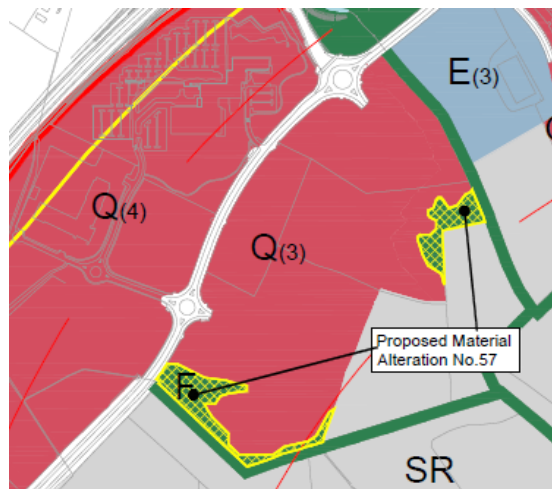 E(3)
Q(4)
Q(3)
Proposed Material
Alteration No.57
F
SR